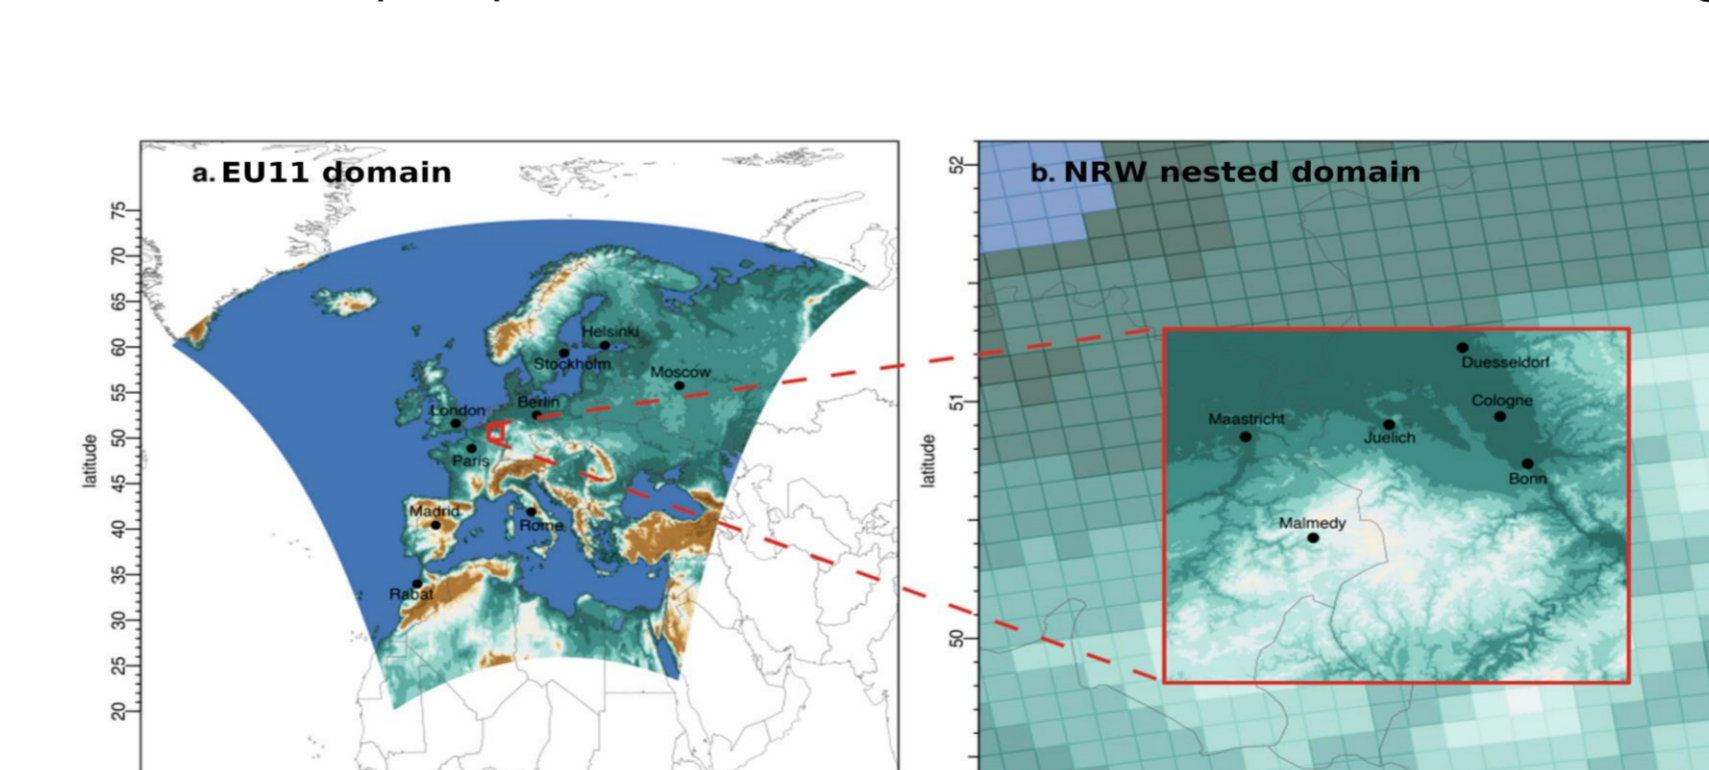 a. EU11 domain
75
70
65
60
55
50
45
40
35
30
25
20
latitude
Helsinki
Stockholm
Moscow
Berlin
London
Paris
Madrid
Rome
Rabat
b. NRW nested domain
52
51
50
latitude
Duesseldorf
Cologne
Maastricht
Juelich
Bonn
Malmedy